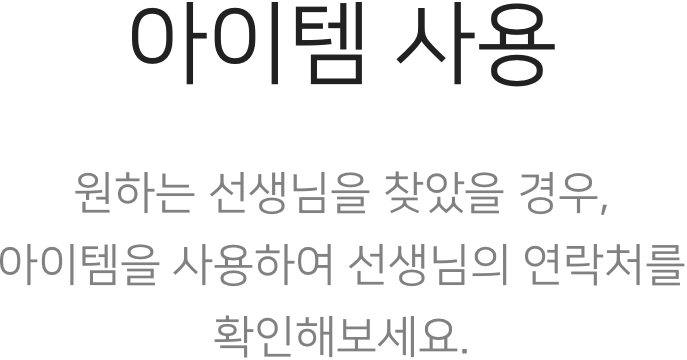 아이템 사용
원하는 선생님을 찾았을 경우,
아이템을 사용하여 선생님의 연락처를
확인해보세요.